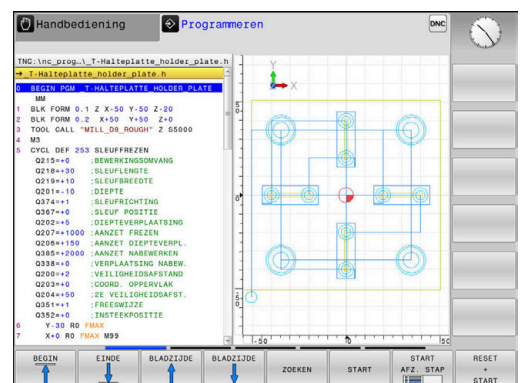 Handbediening
Programmeren
DNC
TNC:\nc_prog…\_T-Halteplatte_holder_plate.h
→_T-Halteplatte_holder_plate.h
0 BEGIN PGM _T-HALTEPLATTE_HOLDER_PLATE
MM
1 BLK FORM 0.1 Z X-50 Y-50 Z-20
2 BLK FORM 0.2 X+50 Y+50 Z+0
3 TOOL CALL "MILL_D8_ROUGH" Z S5000
4 M3
5 CYCL DEF 253 SLEUFFREZEN
Q215=+0 ;BEWERKINGSOMVANG
Q218=+30 ;SLEUFLENGTE
Q219=+10 ;SLEUFBREEDTE
Q201=-10 ;DIEPTE
Q374=+1 ;SLEUFRICHTING
Q367=+0 ;SLEUF POSITIE
Q202=+5 ;DIEPTEVERPLAATSING
Q207=+1000 ;AANZET FREZEN
Q206=+150 ;AANZET DIEPTEVERPL.
Q385=+2000 ;AANZET NABEWERKEN
Q338=+0 ;VERPLAATSING NABEW.
Q200=+2 ;VEILIGHEIDSAFSTAND
Q203=+0 ;COORD. OPPERVLAK
Q204=+50 ;2E VEILIGHEIDSAFST.
Q351=+1 ;FREESWIJZE
Q352=+0 ;INSTEEKPOSITIE
6 Y-30 R0 FMAX
7 X+0 R0 FMAX M99
Y
X
50
0
-50
-50
0
50
BEGIN
EINDE
BLADZIJDE
BLADZIJDE
ZOEKEN
START
START
AFZ. STAP
RESET
+
START